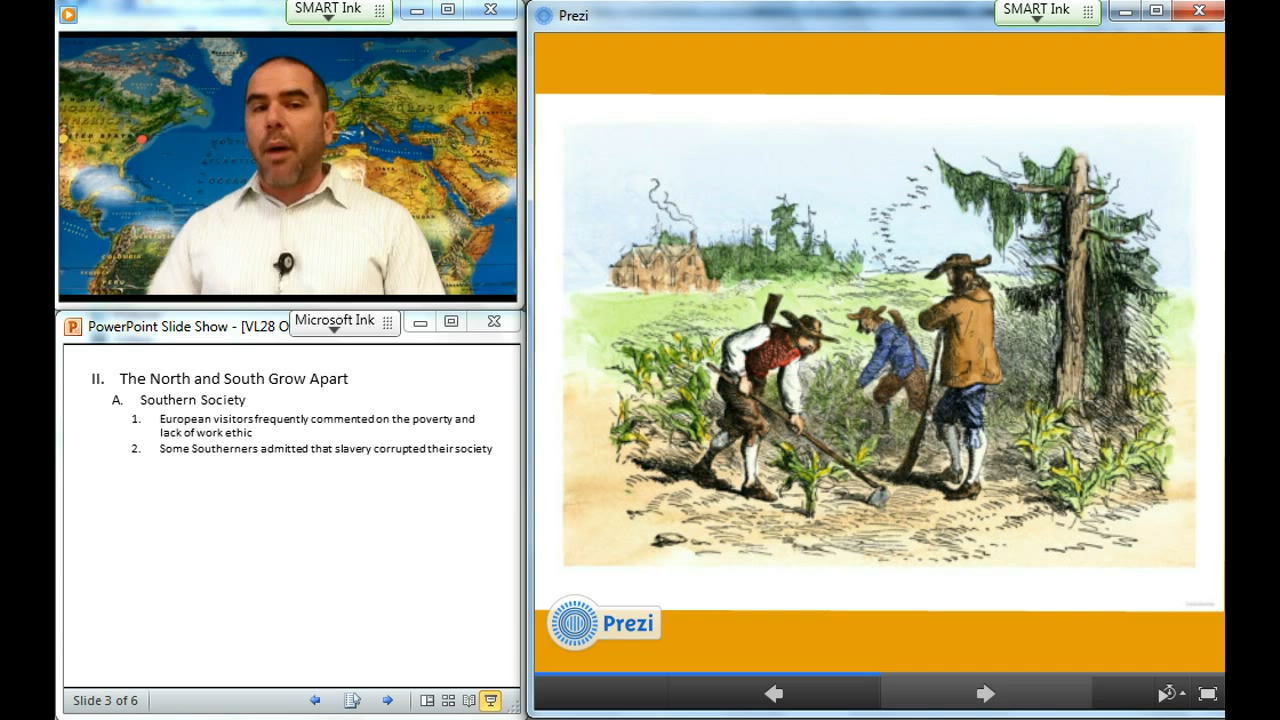 SMART Ink
Prezi
SMART Ink
PowerPoint Slide Show - [VL28 O
Microsoft Ink
II. The North and South Grow Apart
A. Southern Society
1. European visitors frequently commented on the poverty and
lack of work ethic
2. Some Southerners admitted that slavery corrupted their society
Slide 3 of 6
Prezi